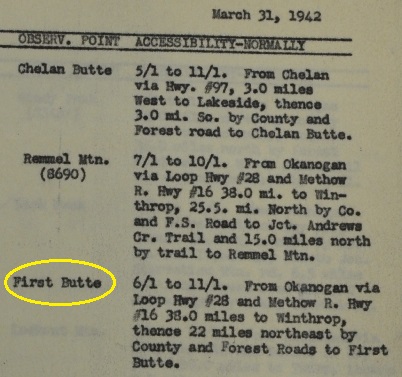 March 31, 1942
OBSERV. POINT ACCESSIBILITY-NORMALLY
Chelan Butte 5/1 to 11/1. From Chelan
via Hwy. #97, 3.0 miles
West to Lakeside, thence
3.0 mi. So. by County and
Forest road to Chelan Butte.
Remmel Mtn. 7/1 to 10/1. From Okanogan
(8690) via Loop Hwy #28 and Methow
R. Hwy #16 38.0 mi. to Win-
throp, 25.5. mi. North by Co.
and F.S. Road to Jct. Andrews
Cr. Trail and 15.0 miles north
by trail to Remmel Mtn.
First Butte 6/1 to 11/1. From Okanogan via
Loop Hwy #28 and Methow R. Hwy
#16 38.0 miles to Winthrop,
thence 22 miles northeast by
County and Forest Roads to First
Butte.